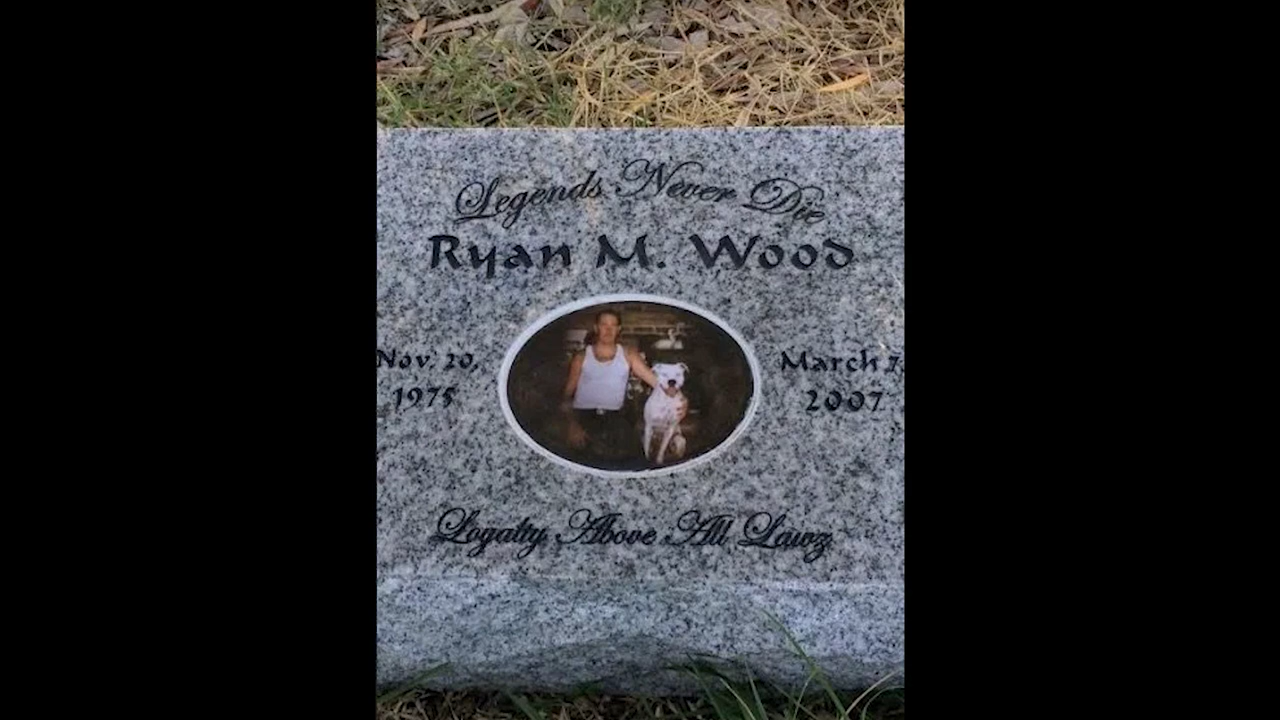 Legends Never Die
Ryan M. Wood
Nov. 20,
1975
March 7,
2007
Loyalty Above All Lawz